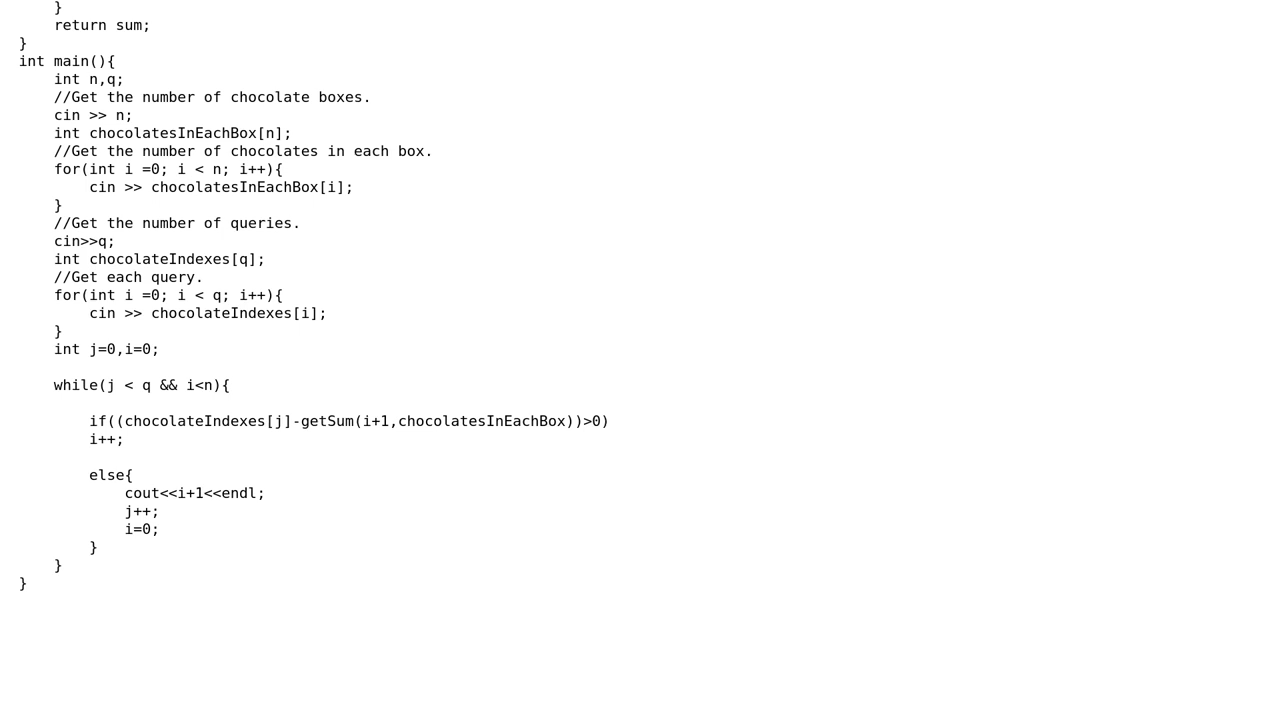 }
    return sum;
}
int main(){
    int n,q;
    //Get the number of chocolate boxes.
    cin >> n;
    int chocolatesInEachBox[n];
    //Get the number of chocolates in each box.
    for(int i =0; i < n; i++){
        cin >> chocolatesInEachBox[i];
    }
    //Get the number of queries.
    cin>>q;
    int chocolateIndexes[q];
    //Get each query.
    for(int i =0; i < q; i++){
        cin >> chocolateIndexes[i];
    }
    int j=0,i=0;

    while(j < q && i<n){

        if((chocolateIndexes[j]-getSum(i+1,chocolatesInEachBox))>0)
        i++;

        else{
            cout<<i+1<<endl;
            j++;
            i=0;
        }
    }
}